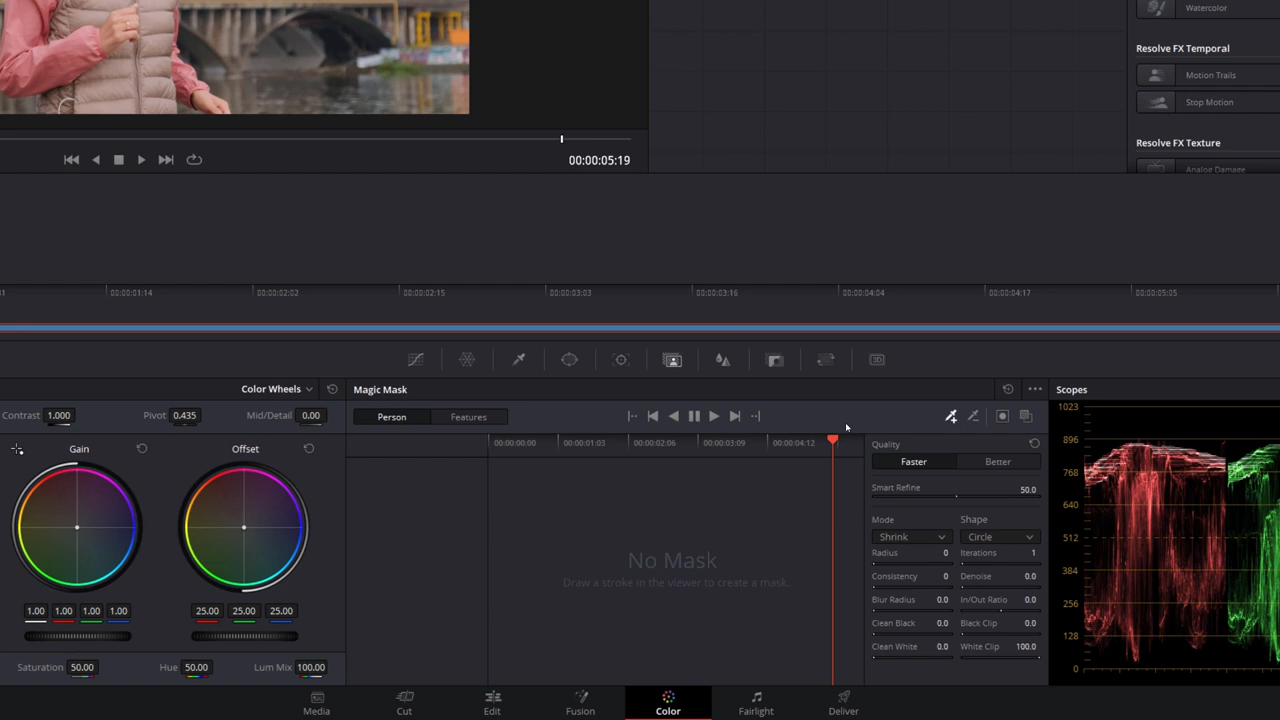 Watercolor
Resolve FX Temporal
Motion Trails
Stop Motion
Resolve FX Texture
Analog Damage
00:00:05:19
00:00:01:14 00:00:02:02 00:00:02:15 00:00:03:03 00:00:03:16 00:00:04:04 00:00:04:17 00:00:05:05
Color Wheels
Contrast 1.000 Pivot 0.435 Mid/Detail 0.00
Gain Offset
1.00 1.00 1.00 1.00 25.00 25.00 25.00
Saturation 50.00 Hue 50.00 Lum Mix 100.00
Magic Mask
Person Features
00:00:00:00 00:00:01:03 00:00:02:06 00:00:03:09 00:00:04:12
No Mask
Draw a stroke in the viewer to create a mask.
Quality
Faster Better
Smart Refine 50.0
Mode Shape
Shrink Circle
Radius 0 Iterations 1
Consistency 0 Denoise 0.0
Blur Radius 0.0 In/Out Ratio 0.0
Clean Black 0.0 Black Clip 0.0
Clean White 0.0 White Clip 100.0
Scopes
1023
896
768
640
512
384
256
128
0
3D
Media Cut Edit Fusion Color Fairlight Deliver